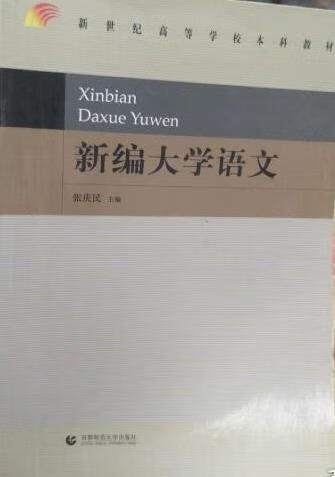 新世纪高等学校本科教材
Xinbian
Daxue Yuwen
新编大学语文
张庆民 主编
首都师范大学出版社